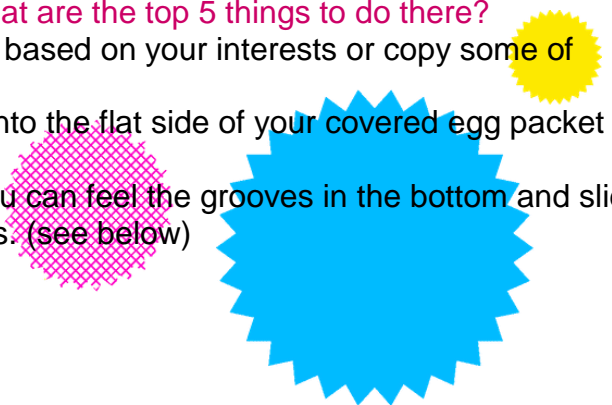 at are the top 5 things to do there?
based on your interests or copy some of
nto the flat side of your covered egg packet
u can feel the grooves in the bottom and slic
s. (see below)